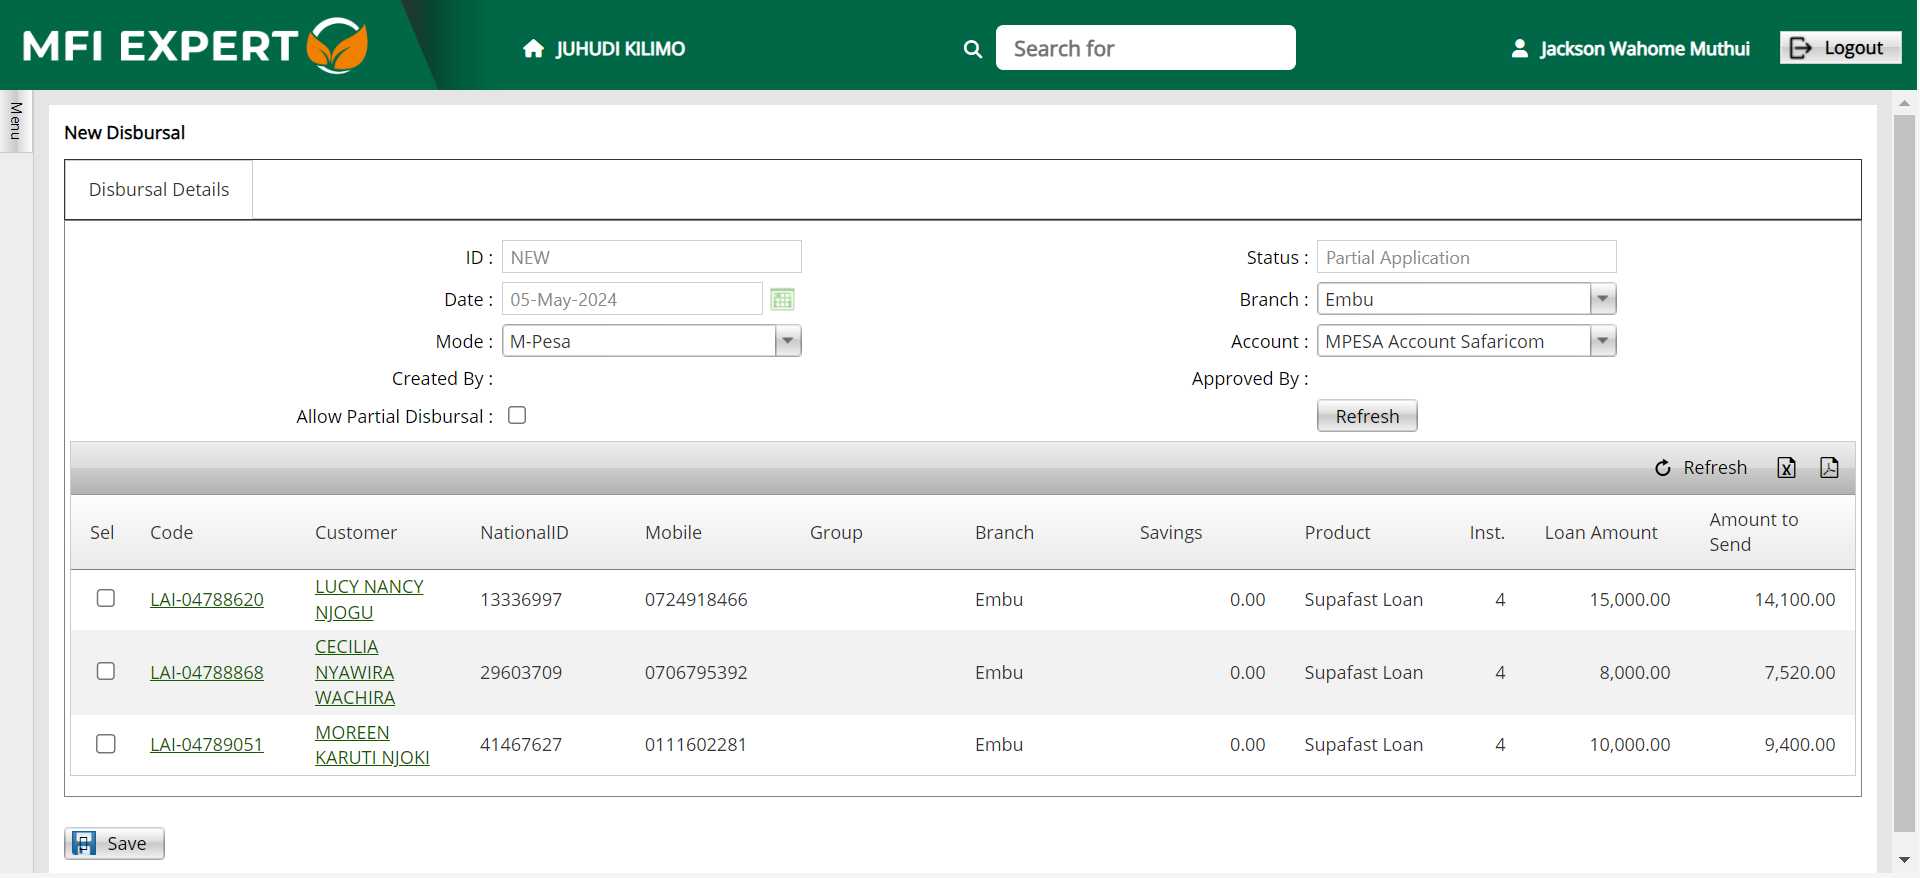 MFI EXPERT
JUHUDI KILIMO
Search for
Jackson Wahome Muthui
Logout
Menu
New Disbursal
Disbursal Details
ID : NEW
Status : Partial Application
Date : 05-May-2024
Branch : Embu
Mode : M-Pesa
Account : MPESA Account Safaricom
Created By :
Approved By :
Allow Partial Disbursal :
Refresh
Refresh
Sel Code Customer NationalID Mobile Group Branch Savings Product Inst. Loan Amount Amount to
Send
LAI-04788620 LUCY NANCY
NJOGU 13336997 0724918466 Embu 0.00 Supafast Loan 4 15,000.00 14,100.00
LAI-04788868 CECILIA
NYAWIRA
WACHIRA 29603709 0706795392 Embu 0.00 Supafast Loan 4 8,000.00 7,520.00
LAI-04789051 MOREEN
KARUTI NJOKI 41467627 0111602281 Embu 0.00 Supafast Loan 4 10,000.00 9,400.00
Save